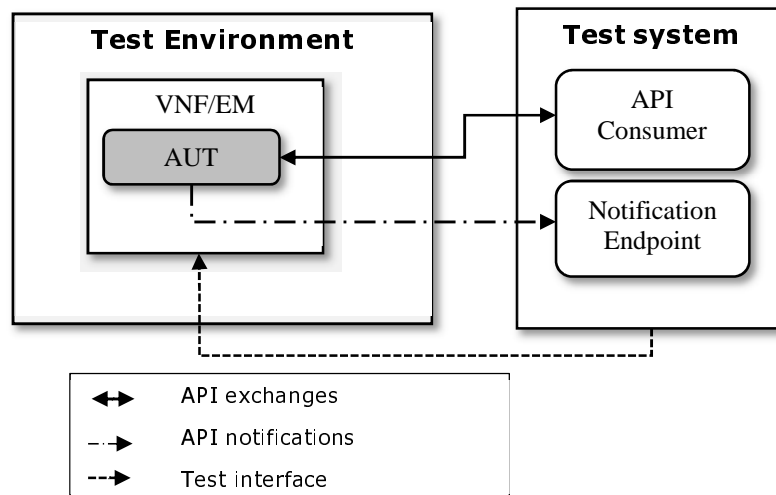 Test Environment
VNF/EM
AUT
Test system
API
Consumer
Notification
Endpoint
API exchanges
API notifications
Test interface